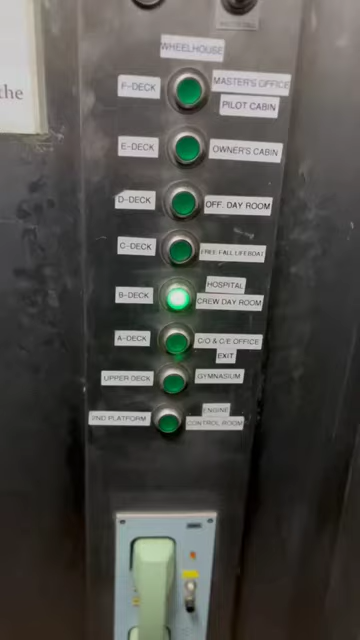 the
WHEELHOUSE
F-DECK MASTER'S OFFICE
PILOT CABIN
E-DECK OWNER'S CABIN
D-DECK OFF. DAY ROOM
C-DECK FREE FALL LIFEBOAT
HOSPITAL
B-DECK CREW DAY ROOM
A-DECK C/O & C/E OFFICE
EXIT
UPPER DECK GYMNASIUM
ENGINE
2ND PLATFORM CONTROL ROOM